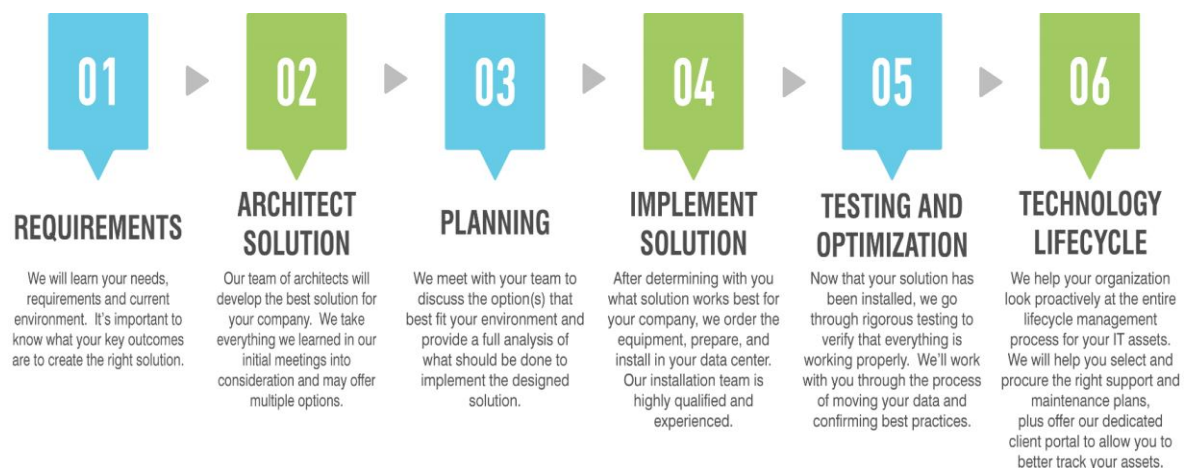 01
REQUIREMENTS
We will learn your needs,
requirements and current
environment.  It's important to
know what your key outcomes
are to create the right solution.
02
ARCHITECT
SOLUTION
Our team of architects will
develop the best solution for
your company.  We take
everything we learned in our
initial meetings into
consideration and may offer
multiple options.
03
PLANNING
We meet with your team to
discuss the option(s) that
best fit your environment and
provide a full analysis of
what should be done to
implement the designed
solution.
04
IMPLEMENT
SOLUTION
After determining with you
what solution works best for
your company, we order the
equipment, prepare, and
install in your data center.
Our installation team is
highly qualified and
experienced.
05
TESTING AND
OPTIMIZATION
Now that your solution has
been installed, we go
through rigorous testing to
verify that everything is
working properly.  We'll work
with you through the process
of moving your data and
confirming best practices.
06
TECHNOLOGY
LIFECYCLE
We help your organization
look proactively at the entire
lifecycle management
process for your IT assets.
We will help you select and
procure the right support and
maintenance plans,
plus offer our dedicated
client portal to allow you to
better track your assets.